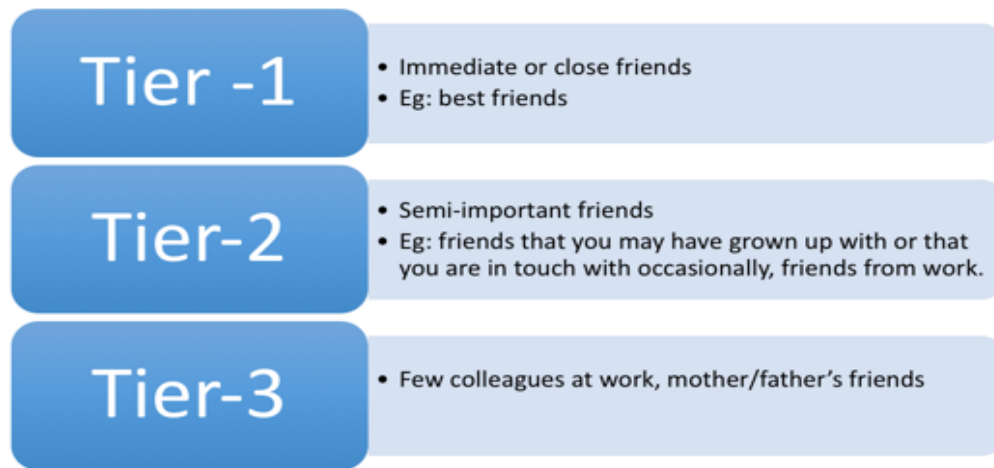 Tier -1
• Immediate or close friends
• Eg: best friends
Tier-2
• Semi-important friends
• Eg: friends that you may have grown up with or that
you are in touch with occasionally, friends from work.
Tier-3
• Few colleagues at work, mother/father’s friends